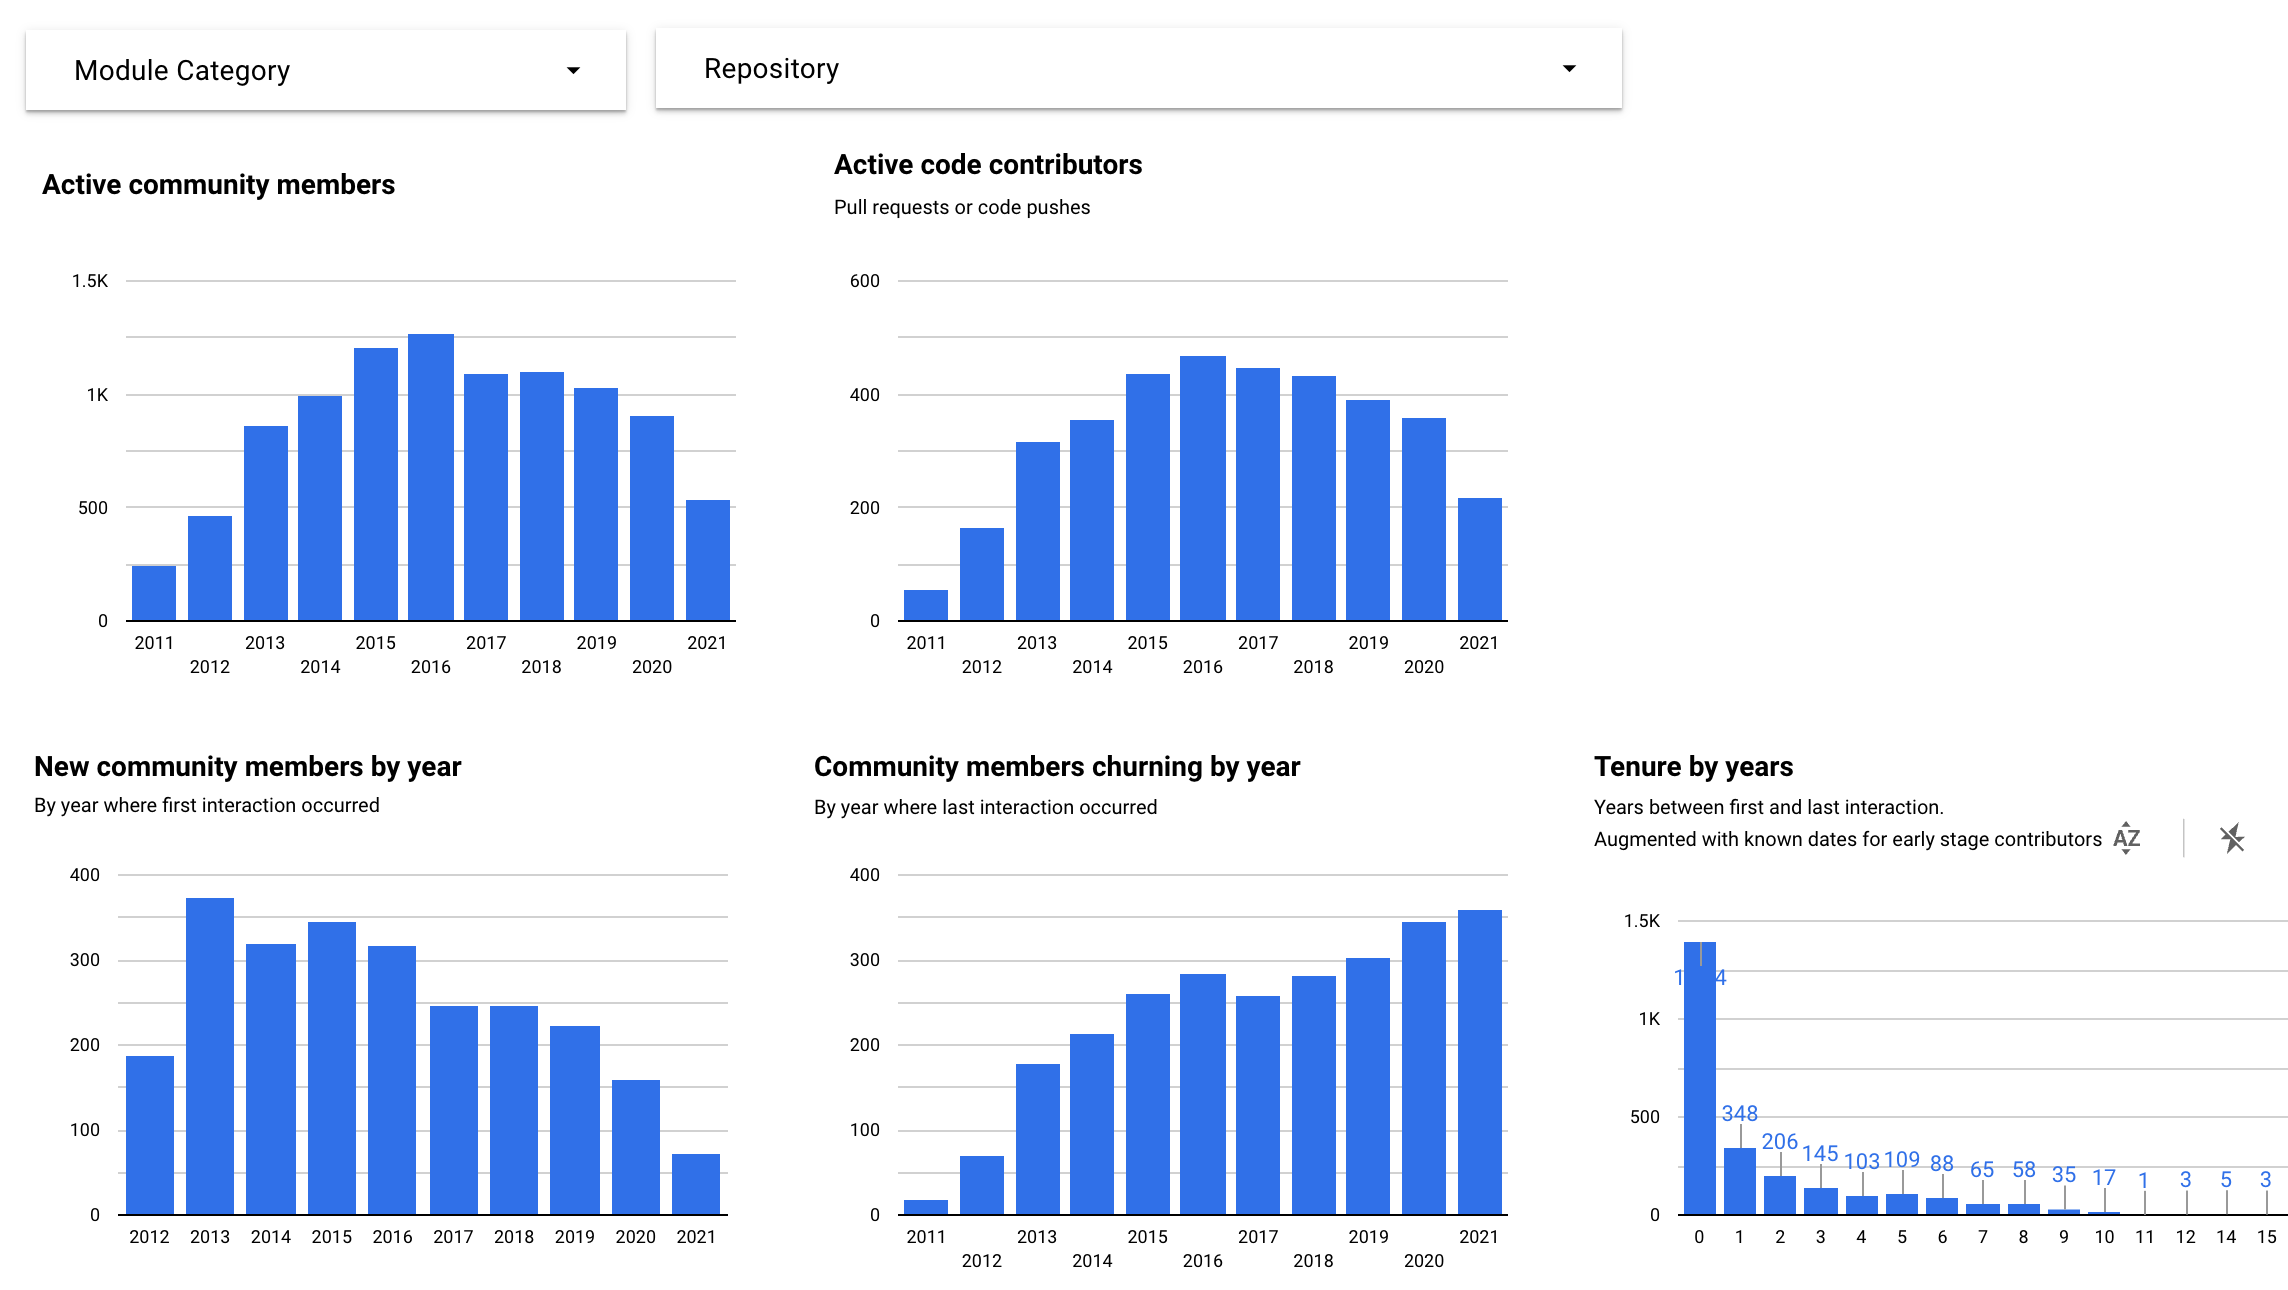 Module Category
Repository
Active community members
1.5K
1K
500
0
2011 2013 2015 2017 2019 2021
2012 2014 2016 2018 2020
Active code contributors
Pull requests or code pushes
600
400
200
0
2011 2013 2015 2017 2019 2021
2012 2014 2016 2018 2020
New community members by year
By year where first interaction occurred
400
300
200
100
0
2012 2013 2014 2015 2016 2017 2018 2019 2020 2021
Community members churning by year
By year where last interaction occurred
400
300
200
100
0
2011 2013 2015 2017 2019 2021
2012 2014 2016 2018 2020
Tenure by years
Years between first and last interaction.
Augmented with known dates for early stage contributors AZ
1.5K
1K
500
0
348 206 145 103 109 88 65 58 35 17 1 3 5 3
0 1 2 3 4 5 6 7 8 9 10 11 12 14 15